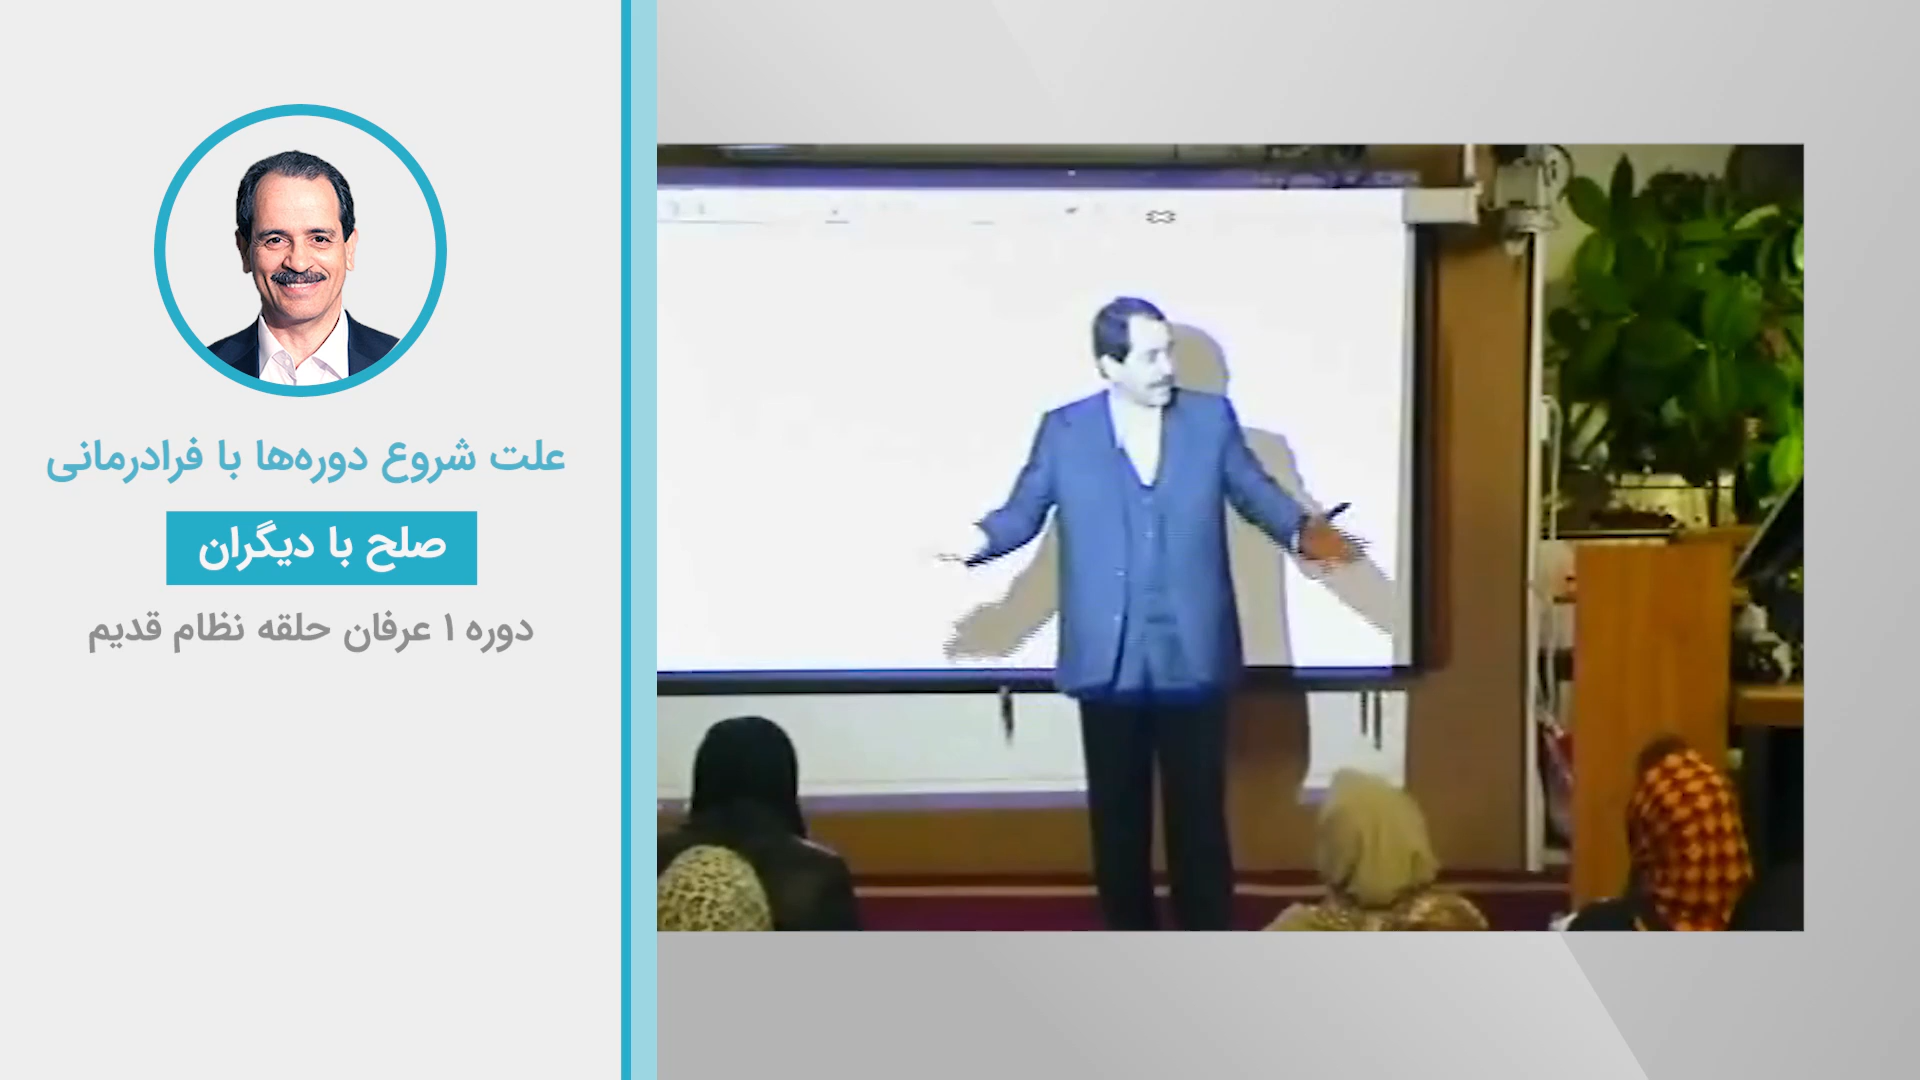 علت شروع دوره‌ها با فرادرمانی
صلح با دیگران
دوره ۱ عرفان حلقه نظام قدیم